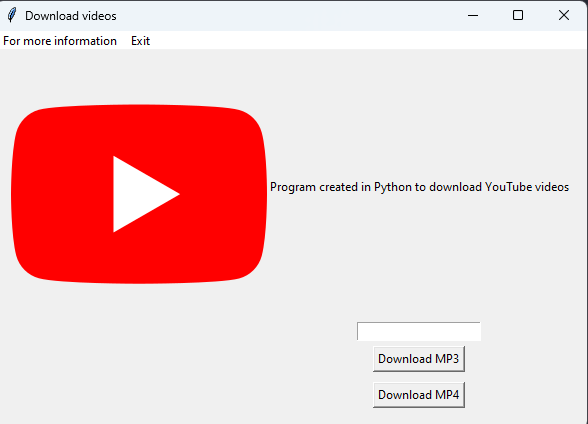 Download videos
For more information Exit
Program created in Python to download YouTube videos
Download MP3
Download MP4